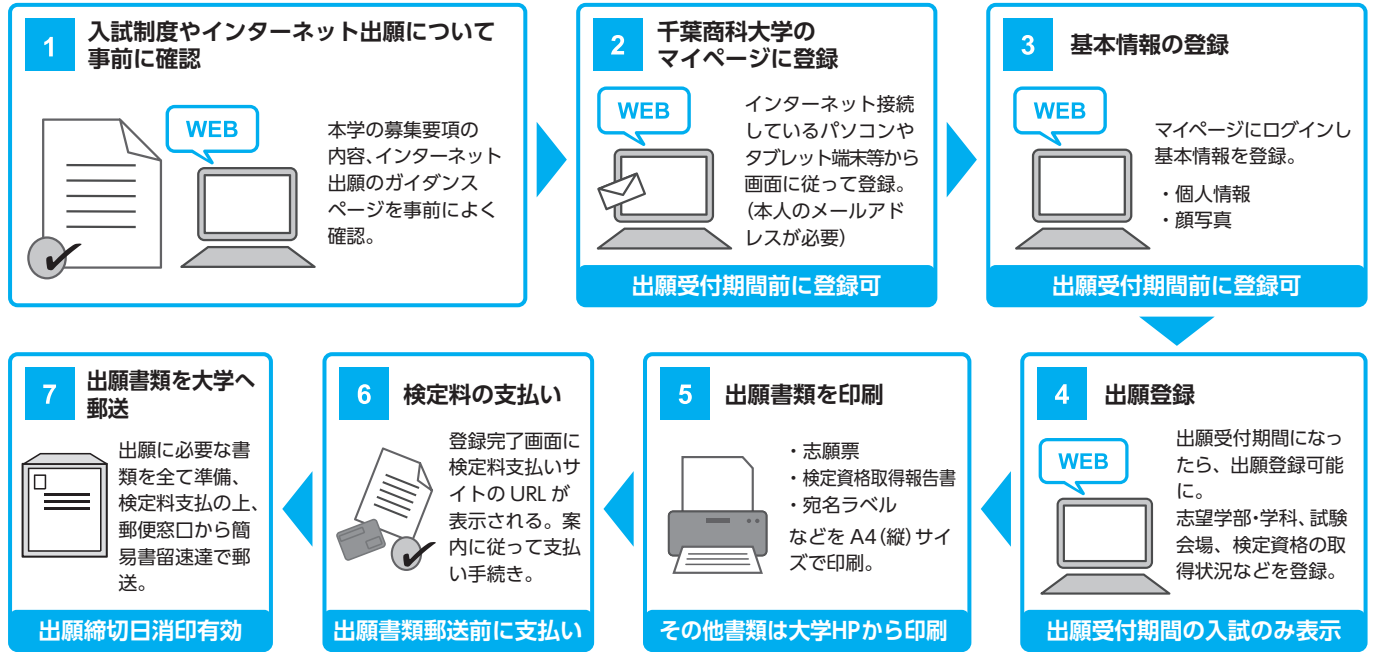 1
入試制度やインターネット出願について
事前に確認
WEB
本学の募集要項の
内容、インターネット
出願のガイダンス
ページを事前によく
確認。
2
千葉商科大学の
マイページに登録
WEB
インターネット接続
しているパソコンや
タブレット端末等から
画面に従って登録。
（本人のメールアド
レスが必要）
出願受付期間前に登録可
3
基本情報の登録
WEB
マイページにログインし
基本情報を登録。
・個人情報
・顔写真
出願受付期間前に登録可
4
出願登録
WEB
出願受付期間になっ
たら、出願登録可能
に。
志望学部・学科、試験
会場、検定資格の取
得状況などを登録。
出願受付期間の入試のみ表示
5
出願書類を印刷
・志願票
・検定資格取得報告書
・宛名ラベル
などを A4（縦）サイ
ズで印刷。
その他書類は大学HPから印刷
6
検定料の支払い
登録完了画面に
検定料支払いサ
イトの URL が
表示される。案
内に従って支払
い手続き。
出願書類郵送前に支払い
7
出願書類を大学へ
郵送
出願に必要な書
類を全て準備、
検定料支払の上、
郵便窓口から簡
易書留速達で郵
送。
出願締切日消印有効